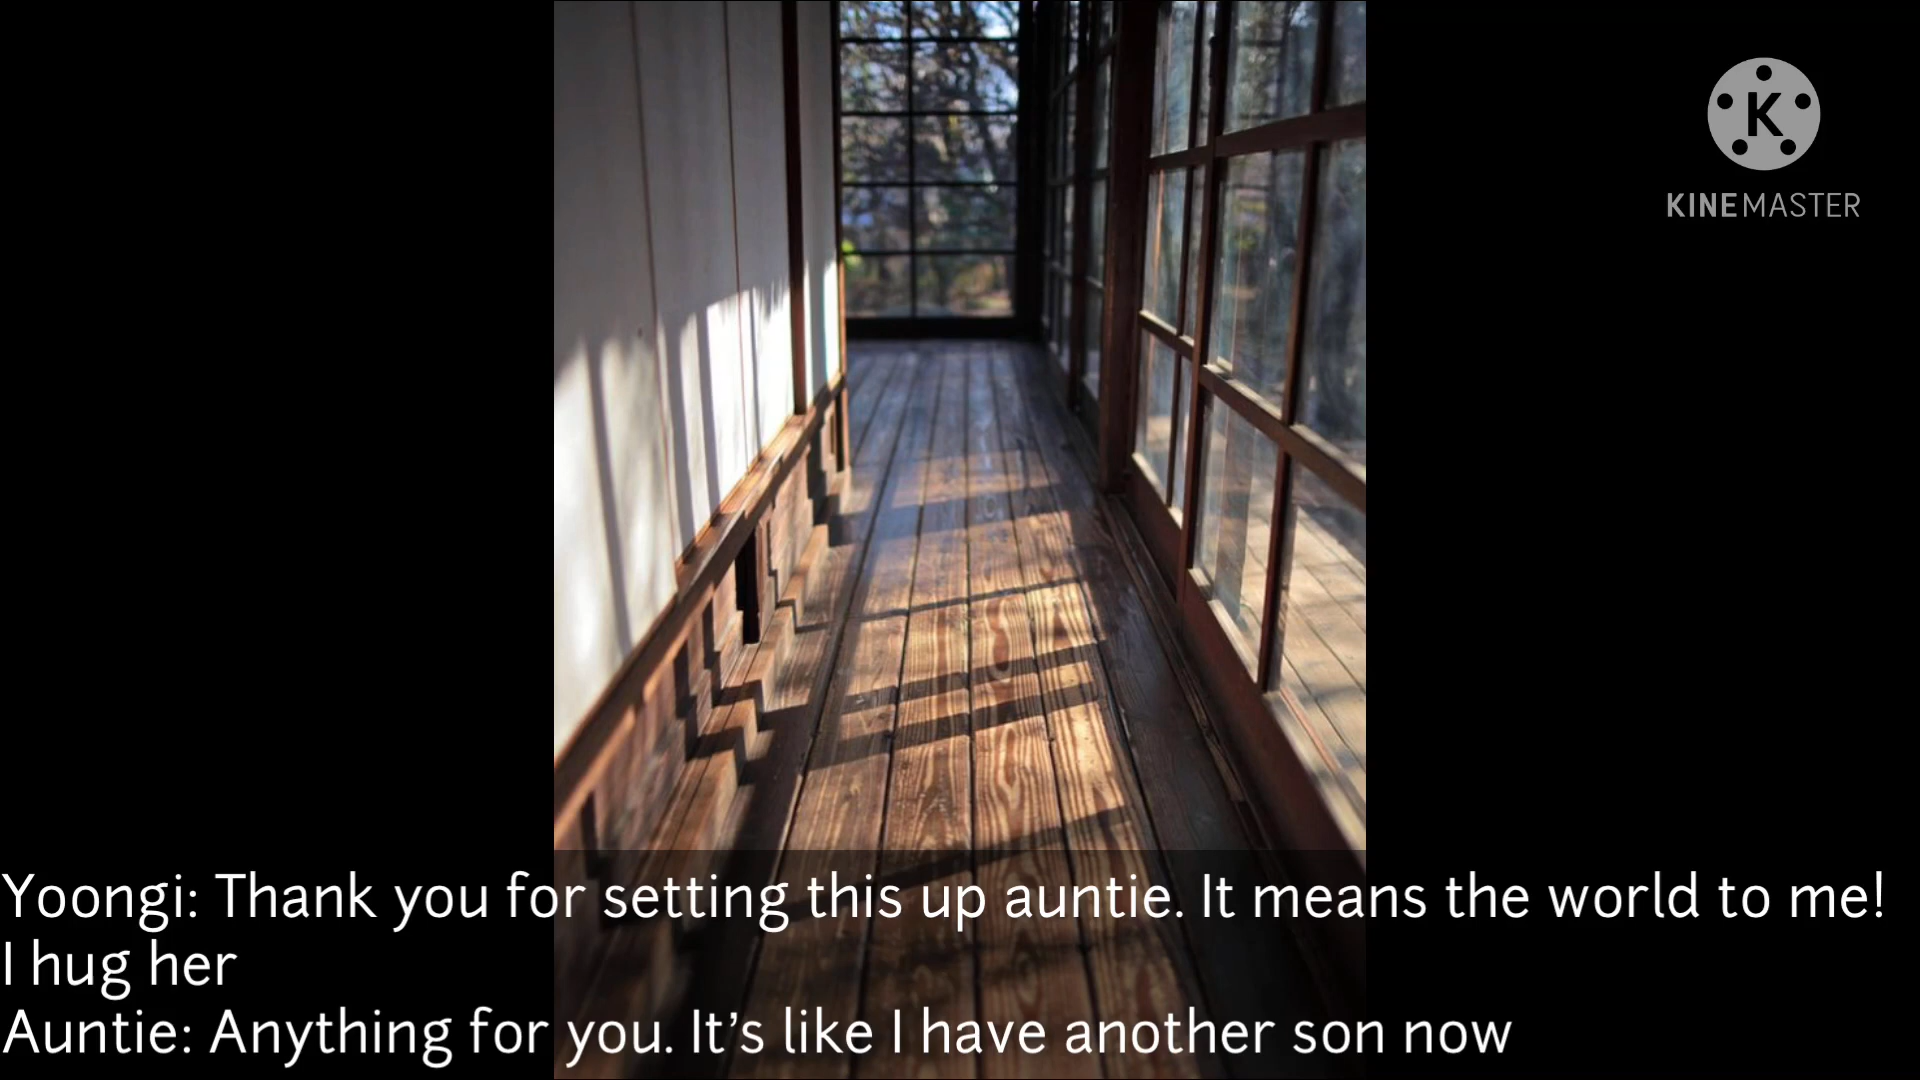 K
KINEMASTER
Yoongi: Thank you for setting this up auntie. It means the world to me!
I hug her
Auntie: Anything for you. It’s like I have another son now